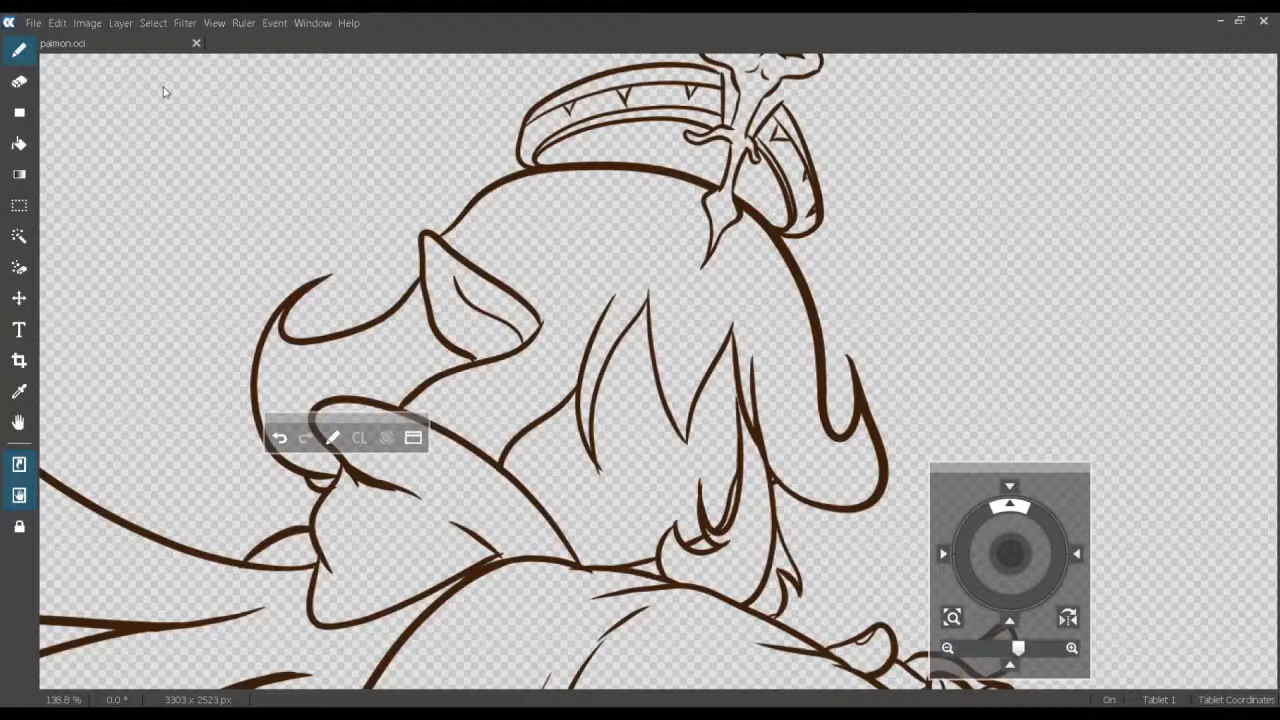 File Edit Image Layer Select Filter View Ruler Event Window Help
paimon.oci
T
CL
138.8 % 0.0 ° 3303 x 2523 px On Tablet 1 Tablet Coordinates